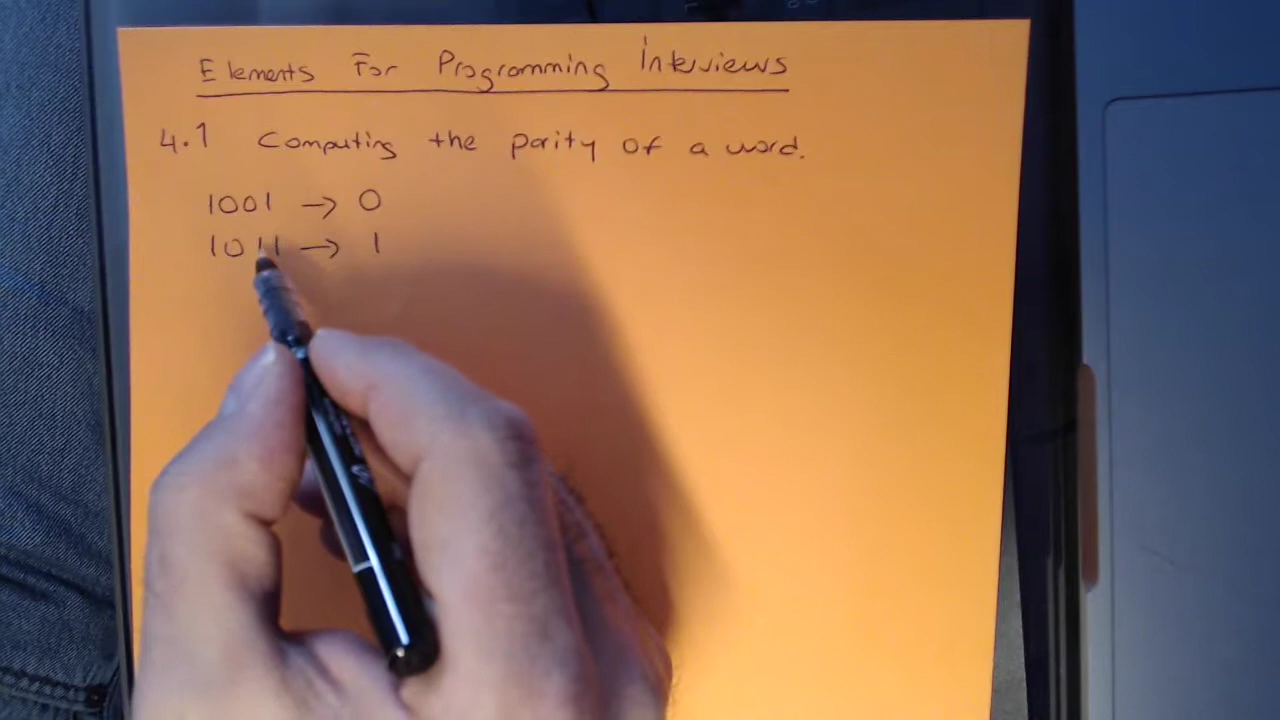 Elements For Programming Interviews
4.1 Computing the parity of a word.
1001 → 0
1011 → 1